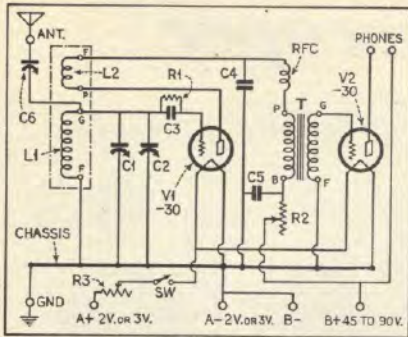 ANT.
PHONES
F
L2
P
C6
G
L1
F
R1
C3
C4
RFC
C1
C2
V1
-30
P
T
G
B
F
C5
R2
V2
-30
CHASSIS
R3
SW
GND
A+ 2V. OR 3V.
A- 2V. OR 3V.
B-
B+ 45 TO 90V.